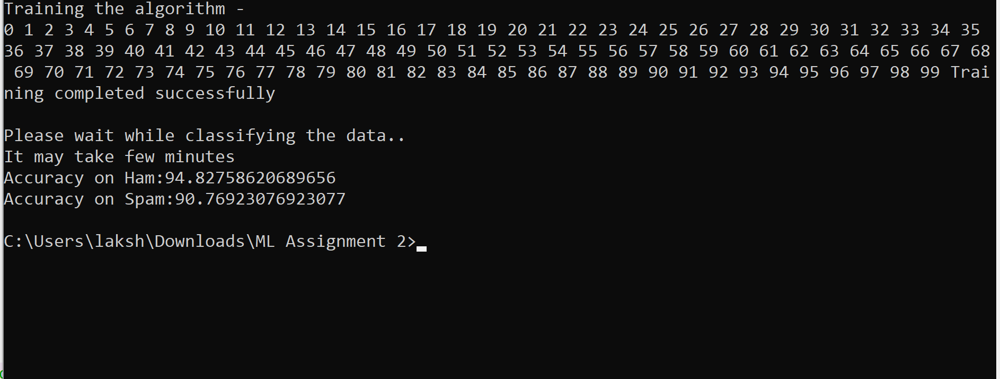 Training the algorithm -
0 1 2 3 4 5 6 7 8 9 10 11 12 13 14 15 16 17 18 19 20 21 22 23 24 25 26 27 28 29 30 31 32 33 34 35
36 37 38 39 40 41 42 43 44 45 46 47 48 49 50 51 52 53 54 55 56 57 58 59 60 61 62 63 64 65 66 67 68
69 70 71 72 73 74 75 76 77 78 79 80 81 82 83 84 85 86 87 88 89 90 91 92 93 94 95 96 97 98 99 Trai
ning completed successfully
Please wait while classifying the data..
It may take few minutes
Accuracy on Ham:94.82758620689656
Accuracy on Spam:90.76923076923077
C:\Users\laksh\Downloads\ML Assignment 2>